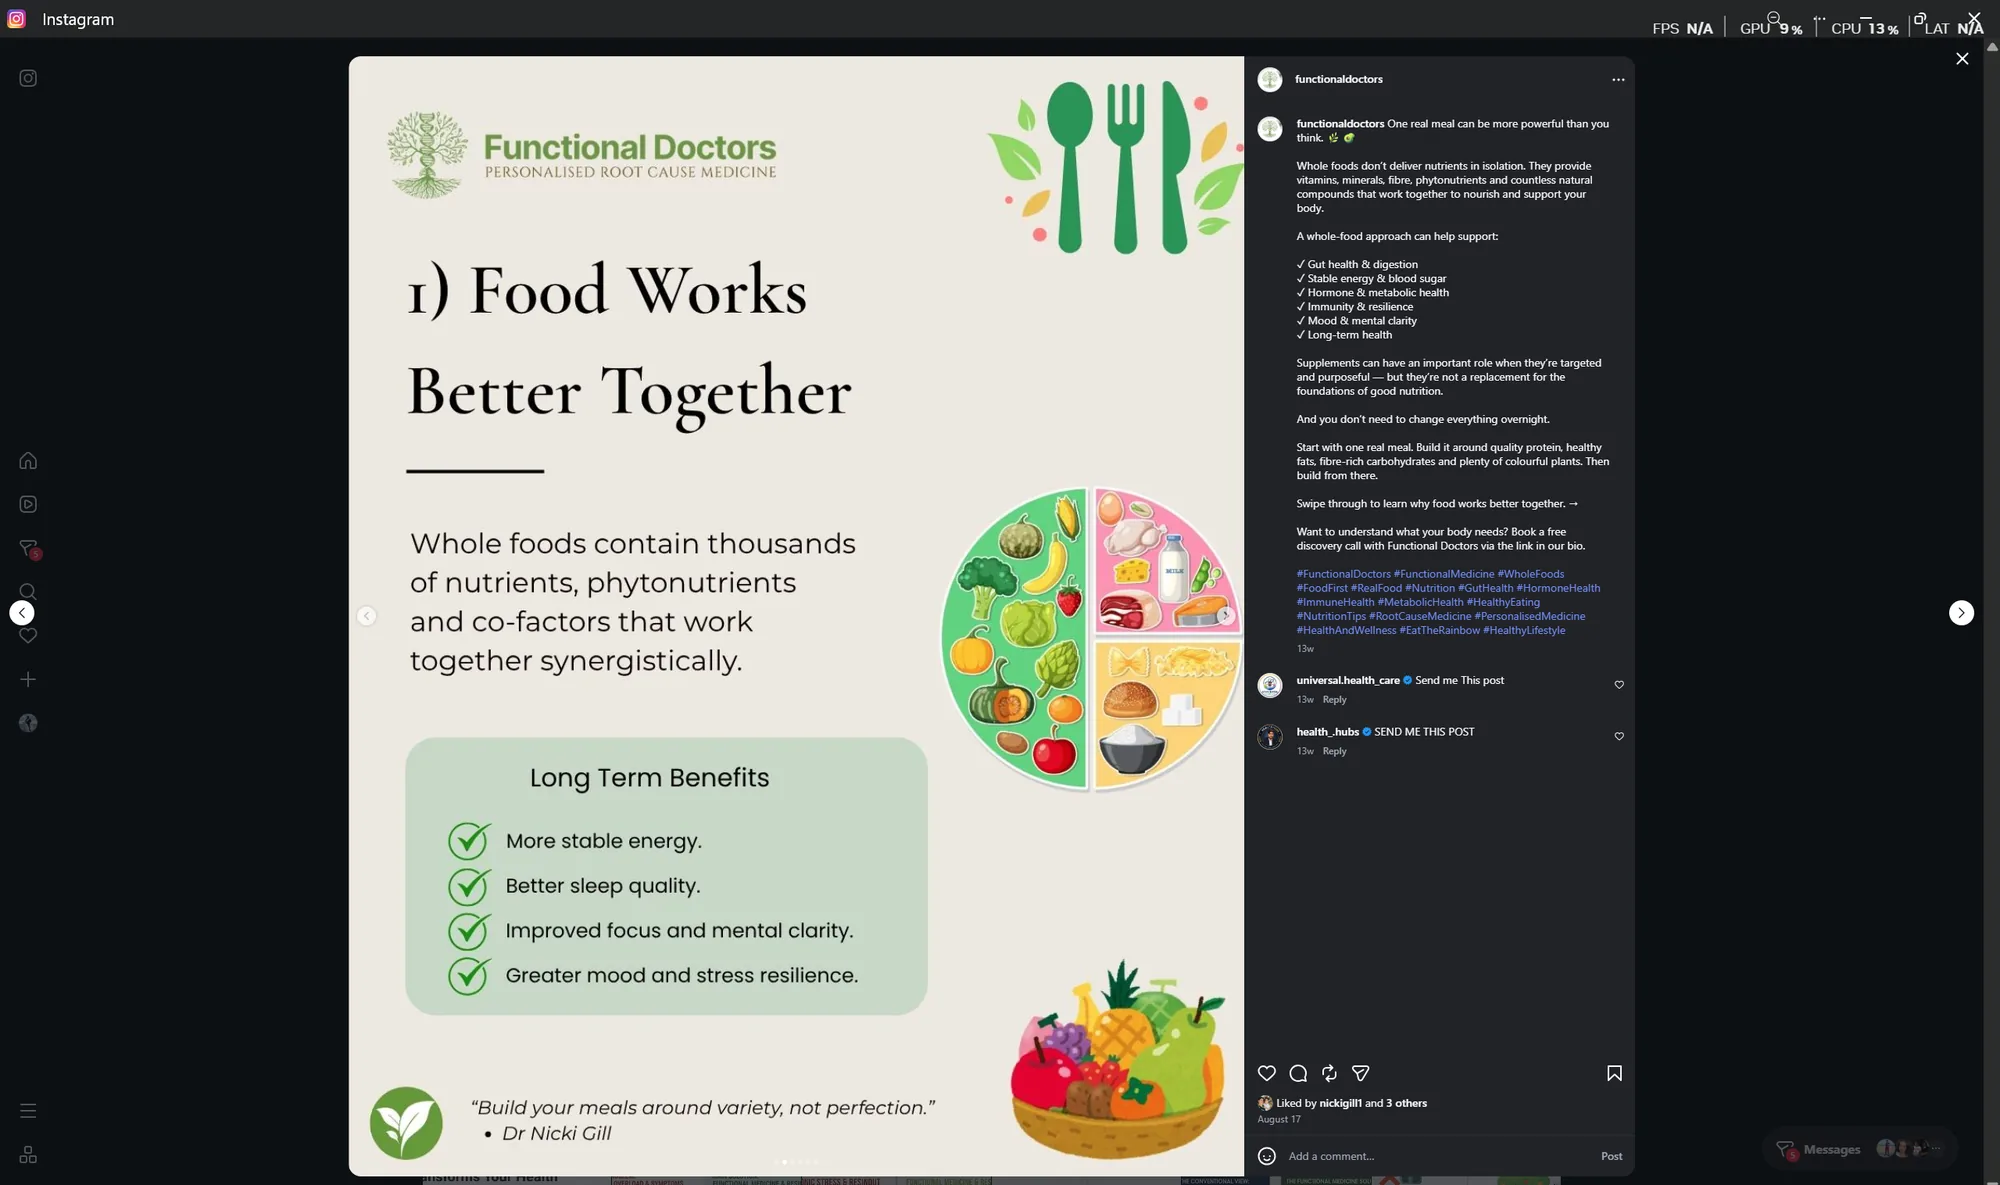 Instagram
FPS N/A
GPU 9 %
CPU 13 %
LAT N/A
Functional Doctors
PERSONALISED ROOT CAUSE MEDICINE
1) Food Works
Better Together
Whole foods contain thousands
of nutrients, phytonutrients
and co-factors that work
together synergistically.
MILK
Long Term Benefits
More stable energy.
Better sleep quality.
Improved focus and mental clarity.
Greater mood and stress resilience.
“Build your meals around variety, not perfection.”
• Dr Nicki Gill
functionaldoctors
functionaldoctors One real meal can be more powerful than you
think. 🌿 🥑
Whole foods don’t deliver nutrients in isolation. They provide
vitamins, minerals, fibre, phytonutrients and countless natural
compounds that work together to nourish and support your
body.
A whole-food approach can help support:
✓ Gut health & digestion
✓ Stable energy & blood sugar
✓ Hormone & metabolic health
✓ Immunity & resilience
✓ Mood & mental clarity
✓ Long-term health
Supplements can have an important role when they’re targeted
and purposeful — but they’re not a replacement for the
foundations of good nutrition.
And you don’t need to change everything overnight.
Start with one real meal. Build it around quality protein, healthy
fats, fibre-rich carbohydrates and plenty of colourful plants. Then
build from there.
Swipe through to learn why food works better together. →
Want to understand what your body needs? Book a free
discovery call with Functional Doctors via the link in our bio.
#FunctionalDoctors #FunctionalMedicine #WholeFoods
#FoodFirst #RealFood #Nutrition #GutHealth #HormoneHealth
#ImmuneHealth #MetabolicHealth #HealthyEating
#NutritionTips #RootCauseMedicine #PersonalisedMedicine
#HealthAndWellness #EatTheRainbow #HealthyLifestyle
13w
universal.health_care Send me This post
13w Reply
health_.hubs SEND ME THIS POST
13w Reply
Liked by nickigill1 and 3 others
August 17
Add a comment...
Post
5
5
Messages